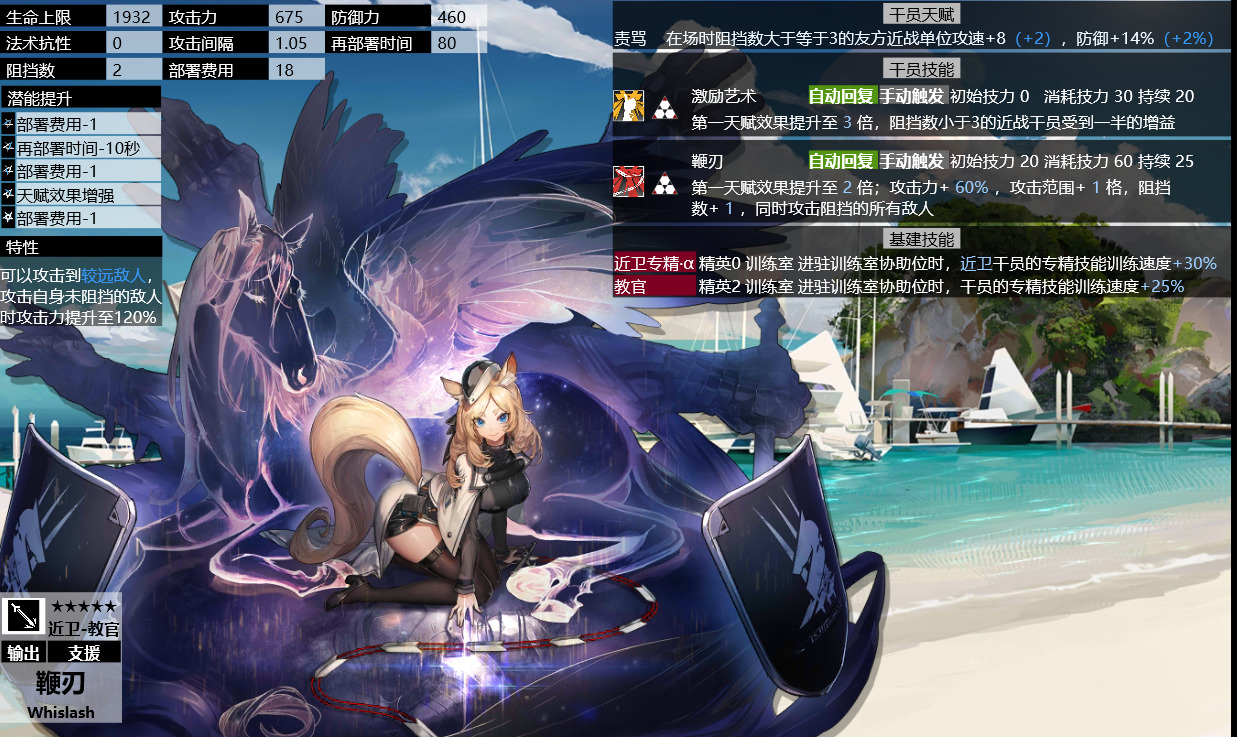 生命上限 1932 攻击力 675 防御力 460
法术抗性 0 攻击间隔 1.05 再部署时间 80
阻挡数 2 部署费用 18
潜能提升
部署费用-1
再部署时间-10秒
部署费用-1
天赋效果增强
部署费用-1
特性
可以攻击到较远敌人，
攻击自身未阻挡的敌人
时攻击力提升至120%
干员天赋
责骂 在场时阻挡数大于等于3的友方近战单位攻速+8（+2），防御+14%（+2%）
干员技能
激励艺术 自动回复 手动触发 初始技力 0 消耗技力 30 持续 20
第一天赋效果提升至 3 倍，阻挡数小于3的近战干员受到一半的增益
鞭刃 自动回复 手动触发 初始技力 20 消耗技力 60 持续 25
第一天赋效果提升至 2 倍；攻击力+ 60% ，攻击范围+ 1 格，阻挡
数+ 1 ，同时攻击阻挡的所有敌人
基建技能
近卫专精·α 精英0 训练室 进驻训练室协助位时，近卫干员的专精技能训练速度+30%
教官 精英2 训练室 进驻训练室协助位时，干员的专精技能训练速度+25%
★★★★★
近卫-教官
输出 支援
鞭刃
Whislash